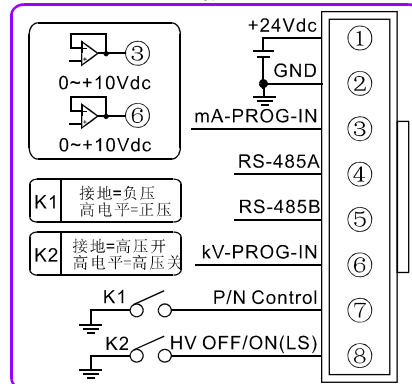 +24Vdc
①
③
0~+10Vdc
GND
②
mA-PROG-IN
③
⑥
0~+10Vdc
RS-485A
④
K1
接地=负压
高电平=正压
RS-485B
⑤
K2
接地=高压开
高电平=高压关
kV-PROG-IN
⑥
K1
P/N Control
⑦
K2
HV OFF/ON(LS)
⑧